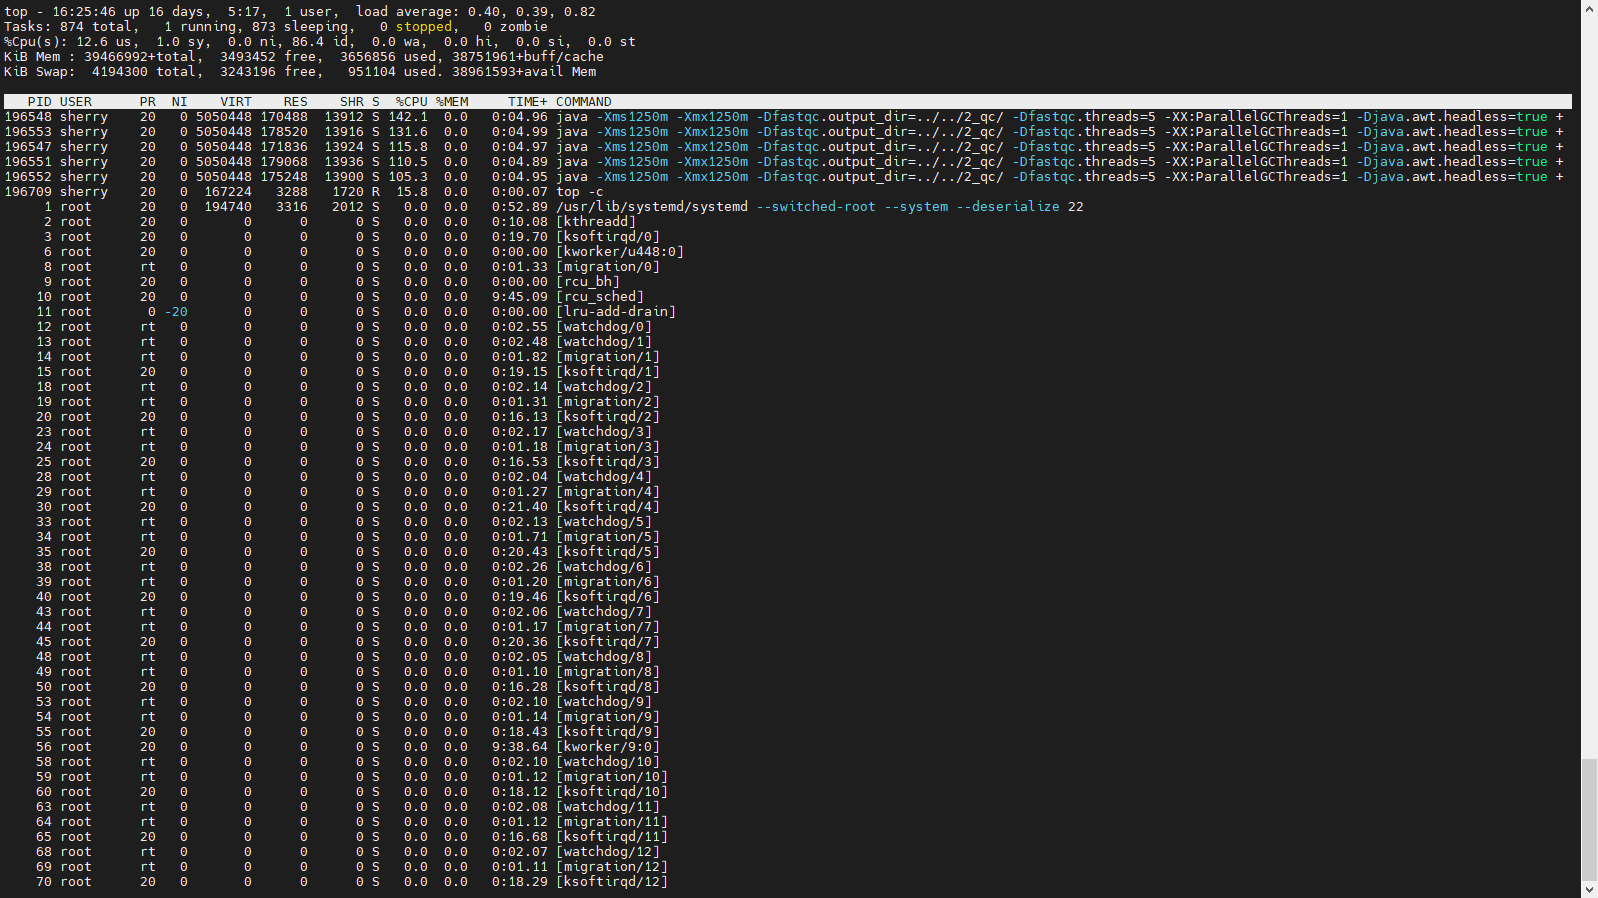 top - 16:25:46 up 16 days,  5:17,  1 user,  load average: 0.40, 0.39, 0.82
Tasks: 874 total,   1 running, 873 sleeping,   0 stopped,   0 zombie
%Cpu(s): 12.6 us,  1.0 sy,  0.0 ni, 86.4 id,  0.0 wa,  0.0 hi,  0.0 si,  0.0 st
KiB Mem : 39466992+total,  3493452 free,  3656856 used, 38751961+buff/cache
KiB Swap:  4194300 total,  3243196 free,   951104 used. 38961593+avail Mem
PID USER PR NI VIRT RES SHR S %CPU %MEM TIME+ COMMAND
196548 sherry 20 0 5050448 170488 13912 S 142.1 0.0 0:04.96 java -Xms1250m -Xmx1250m -Dfastqc.output_dir=../../2_qc/ -Dfastqc.threads=5 -XX:ParallelGCThreads=1 -Djava.awt.headless=true +
196553 sherry 20 0 5050448 178520 13916 S 131.6 0.0 0:04.99 java -Xms1250m -Xmx1250m -Dfastqc.output_dir=../../2_qc/ -Dfastqc.threads=5 -XX:ParallelGCThreads=1 -Djava.awt.headless=true +
196547 sherry 20 0 5050448 171836 13924 S 115.8 0.0 0:04.97 java -Xms1250m -Xmx1250m -Dfastqc.output_dir=../../2_qc/ -Dfastqc.threads=5 -XX:ParallelGCThreads=1 -Djava.awt.headless=true +
196551 sherry 20 0 5050448 179068 13936 S 110.5 0.0 0:04.89 java -Xms1250m -Xmx1250m -Dfastqc.output_dir=../../2_qc/ -Dfastqc.threads=5 -XX:ParallelGCThreads=1 -Djava.awt.headless=true +
196552 sherry 20 0 5050448 175248 13900 S 105.3 0.0 0:04.95 java -Xms1250m -Xmx1250m -Dfastqc.output_dir=../../2_qc/ -Dfastqc.threads=5 -XX:ParallelGCThreads=1 -Djava.awt.headless=true +
196709 sherry 20 0 167224 3288 1720 R 15.8 0.0 0:00.07 top -c
1 root 20 0 194740 3316 2012 S 0.0 0.0 0:52.89 /usr/lib/systemd/systemd --switched-root --system --deserialize 22
2 root 20 0 0 0 0 S 0.0 0.0 0:10.08 [kthreadd]
3 root 20 0 0 0 0 S 0.0 0.0 0:19.70 [ksoftirqd/0]
6 root 20 0 0 0 0 S 0.0 0.0 0:00.00 [kworker/u448:0]
8 root rt 0 0 0 0 S 0.0 0.0 0:01.33 [migration/0]
9 root 20 0 0 0 0 S 0.0 0.0 0:00.00 [rcu_bh]
10 root 20 0 0 0 0 S 0.0 0.0 9:45.09 [rcu_sched]
11 root 0 -20 0 0 0 S 0.0 0.0 0:00.00 [lru-add-drain]
12 root rt 0 0 0 0 S 0.0 0.0 0:02.55 [watchdog/0]
13 root rt 0 0 0 0 S 0.0 0.0 0:02.48 [watchdog/1]
14 root rt 0 0 0 0 S 0.0 0.0 0:01.82 [migration/1]
15 root 20 0 0 0 0 S 0.0 0.0 0:19.15 [ksoftirqd/1]
18 root rt 0 0 0 0 S 0.0 0.0 0:02.14 [watchdog/2]
19 root rt 0 0 0 0 S 0.0 0.0 0:01.31 [migration/2]
20 root 20 0 0 0 0 S 0.0 0.0 0:16.13 [ksoftirqd/2]
23 root rt 0 0 0 0 S 0.0 0.0 0:02.17 [watchdog/3]
24 root rt 0 0 0 0 S 0.0 0.0 0:01.18 [migration/3]
25 root 20 0 0 0 0 S 0.0 0.0 0:16.53 [ksoftirqd/3]
28 root rt 0 0 0 0 S 0.0 0.0 0:02.04 [watchdog/4]
29 root rt 0 0 0 0 S 0.0 0.0 0:01.27 [migration/4]
30 root 20 0 0 0 0 S 0.0 0.0 0:21.40 [ksoftirqd/4]
33 root rt 0 0 0 0 S 0.0 0.0 0:02.13 [watchdog/5]
34 root rt 0 0 0 0 S 0.0 0.0 0:01.71 [migration/5]
35 root 20 0 0 0 0 S 0.0 0.0 0:20.43 [ksoftirqd/5]
38 root rt 0 0 0 0 S 0.0 0.0 0:02.26 [watchdog/6]
39 root rt 0 0 0 0 S 0.0 0.0 0:01.20 [migration/6]
40 root 20 0 0 0 0 S 0.0 0.0 0:19.46 [ksoftirqd/6]
43 root rt 0 0 0 0 S 0.0 0.0 0:02.06 [watchdog/7]
44 root rt 0 0 0 0 S 0.0 0.0 0:01.17 [migration/7]
45 root 20 0 0 0 0 S 0.0 0.0 0:20.36 [ksoftirqd/7]
48 root rt 0 0 0 0 S 0.0 0.0 0:02.05 [watchdog/8]
49 root rt 0 0 0 0 S 0.0 0.0 0:01.10 [migration/8]
50 root 20 0 0 0 0 S 0.0 0.0 0:16.28 [ksoftirqd/8]
53 root rt 0 0 0 0 S 0.0 0.0 0:02.10 [watchdog/9]
54 root rt 0 0 0 0 S 0.0 0.0 0:01.14 [migration/9]
55 root 20 0 0 0 0 S 0.0 0.0 0:18.43 [ksoftirqd/9]
56 root 20 0 0 0 0 S 0.0 0.0 9:38.64 [kworker/9:0]
58 root rt 0 0 0 0 S 0.0 0.0 0:02.10 [watchdog/10]
59 root rt 0 0 0 0 S 0.0 0.0 0:01.12 [migration/10]
60 root 20 0 0 0 0 S 0.0 0.0 0:18.12 [ksoftirqd/10]
63 root rt 0 0 0 0 S 0.0 0.0 0:02.08 [watchdog/11]
64 root rt 0 0 0 0 S 0.0 0.0 0:01.12 [migration/11]
65 root 20 0 0 0 0 S 0.0 0.0 0:16.68 [ksoftirqd/11]
68 root rt 0 0 0 0 S 0.0 0.0 0:02.07 [watchdog/12]
69 root rt 0 0 0 0 S 0.0 0.0 0:01.11 [migration/12]
70 root 20 0 0 0 0 S 0.0 0.0 0:18.29 [ksoftirqd/12]